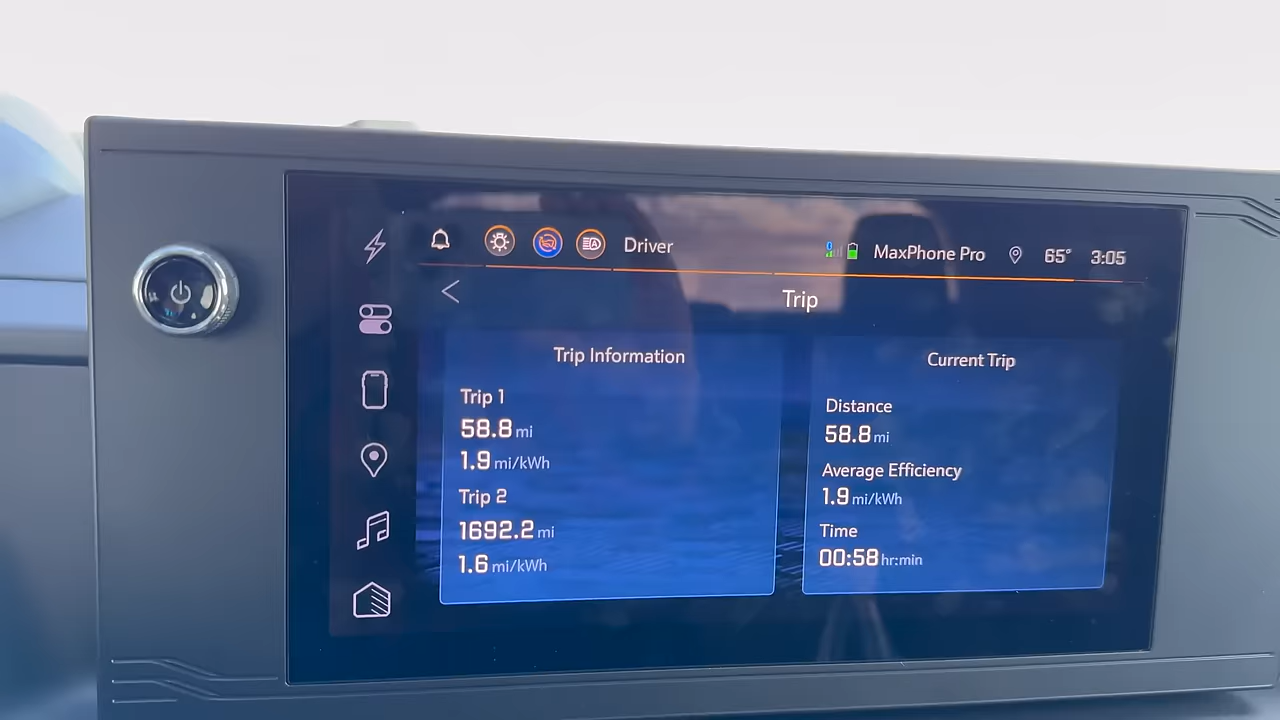 Driver
MaxPhone Pro 65° 3:05
Trip
Trip Information
Trip 1
58.8 mi
1.9 mi/kWh
Trip 2
1692.2 mi
1.6 mi/kWh
Current Trip
Distance
58.8 mi
Average Efficiency
1.9 mi/kWh
Time
00:58 hr:min